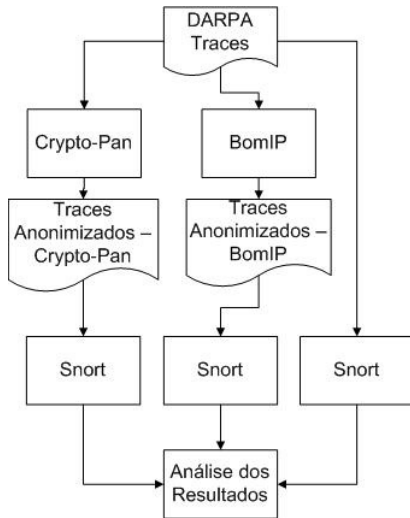 DARPA
Traces
Crypto-Pan
BomIP
Traces
Anonimizados –
Crypto-Pan
Traces
Anonimizados –
BomIP
Snort
Snort
Snort
Análise dos
Resultados